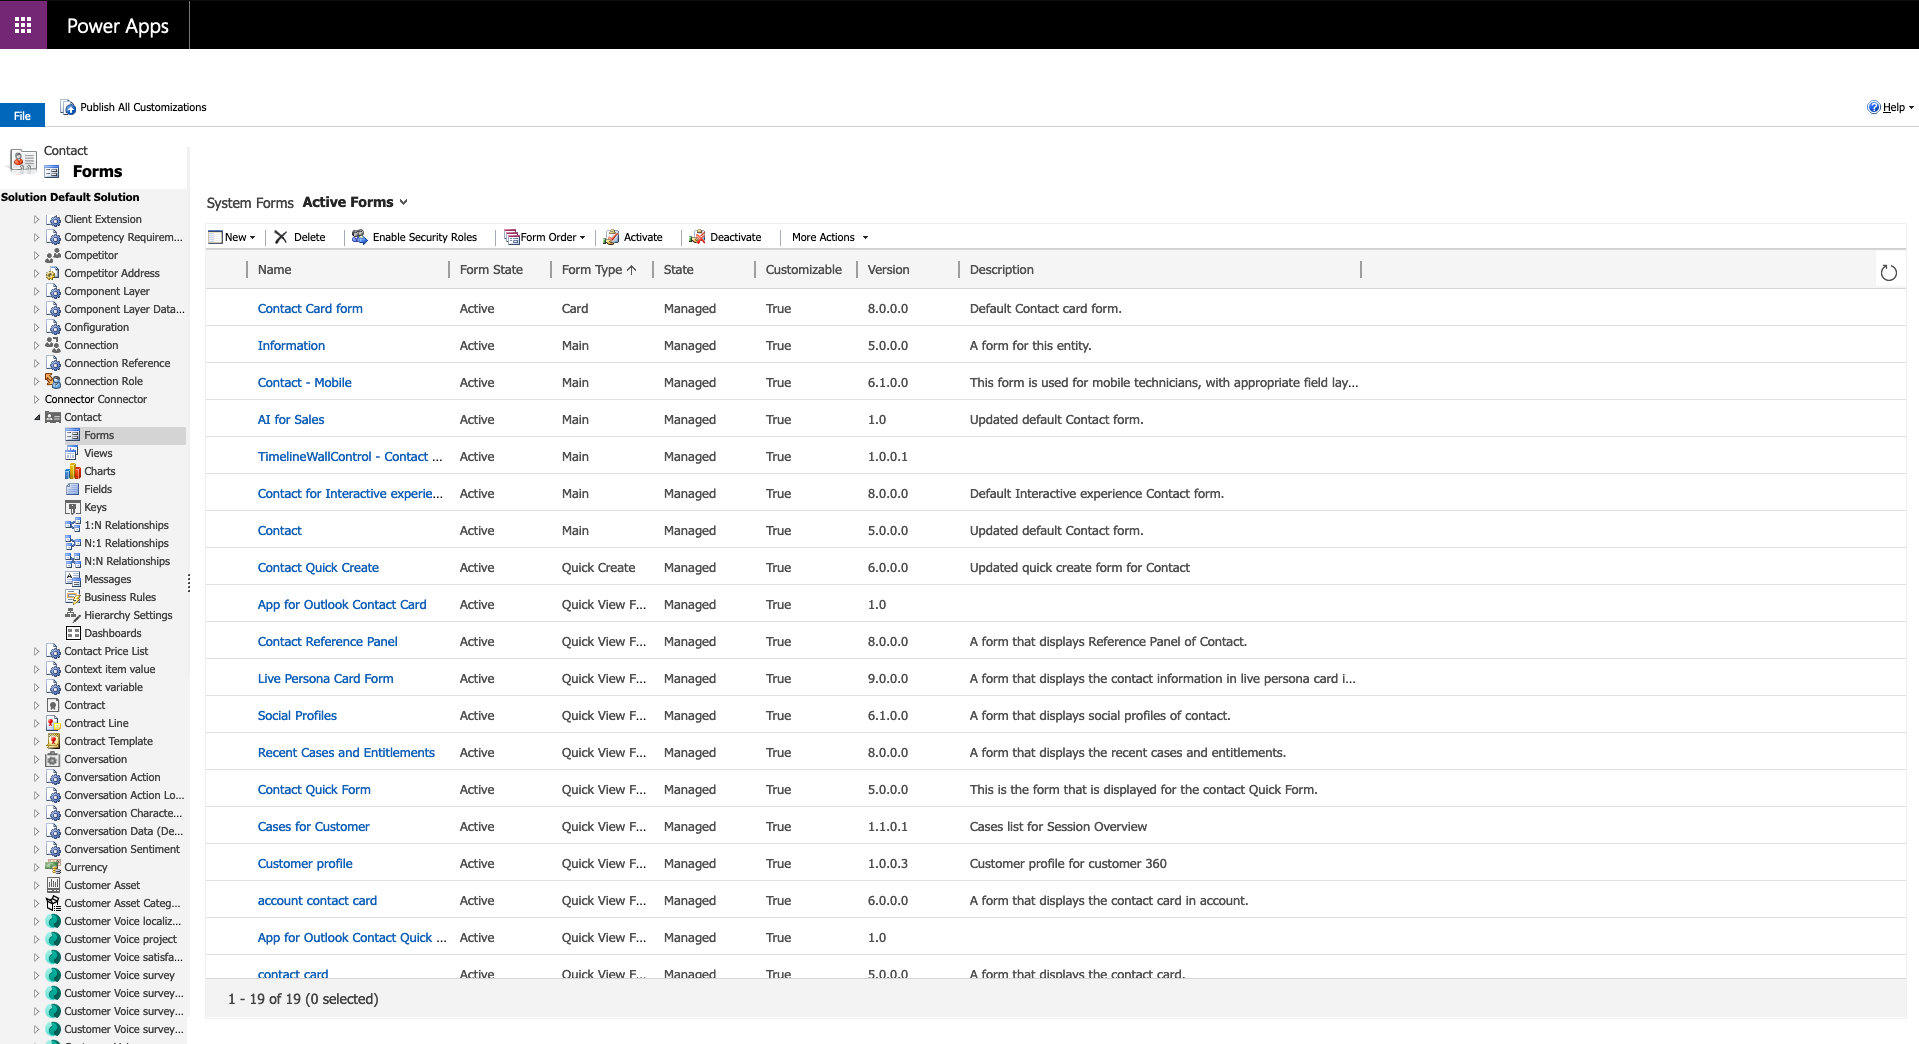 Power Apps
File
Publish All Customizations
Help
Contact
Forms
Solution Default Solution
Client Extension
Competency Requirem...
Competitor
Competitor Address
Component Layer
Component Layer Data...
Configuration
Connection
Connection Reference
Connection Role
Connector Connector
Contact
Forms
Views
Charts
Fields
Keys
1:N Relationships
N:1 Relationships
N:N Relationships
Messages
Business Rules
Hierarchy Settings
Dashboards
Contact Price List
Context item value
Context variable
Contract
Contract Line
Contract Template
Conversation
Conversation Action
Conversation Action Lo...
Conversation Characte...
Conversation Data (De...
Conversation Sentiment
Currency
Customer Asset
Customer Asset Categ...
Customer Voice localiz...
Customer Voice project
Customer Voice satisfa...
Customer Voice survey
Customer Voice survey...
Customer Voice survey...
Customer Voice survey...
System Forms Active Forms
New Delete Enable Security Roles Form Order Activate Deactivate More Actions
Name Form State Form Type State Customizable Version Description
Contact Card form Active Card Managed True 8.0.0.0 Default Contact card form.
Information Active Main Managed True 5.0.0.0 A form for this entity.
Contact - Mobile Active Main Managed True 6.1.0.0 This form is used for mobile technicians, with appropriate field lay...
AI for Sales Active Main Managed True 1.0 Updated default Contact form.
TimelineWallControl - Contact ... Active Main Managed True 1.0.0.1
Contact for Interactive experie... Active Main Managed True 8.0.0.0 Default Interactive experience Contact form.
Contact Active Main Managed True 5.0.0.0 Updated default Contact form.
Contact Quick Create Active Quick Create Managed True 6.0.0.0 Updated quick create form for Contact
App for Outlook Contact Card Active Quick View F... Managed True 1.0
Contact Reference Panel Active Quick View F... Managed True 8.0.0.0 A form that displays Reference Panel of Contact.
Live Persona Card Form Active Quick View F... Managed True 9.0.0.0 A form that displays the contact information in live persona card i...
Social Profiles Active Quick View F... Managed True 6.1.0.0 A form that displays social profiles of contact.
Recent Cases and Entitlements Active Quick View F... Managed True 8.0.0.0 A form that displays the recent cases and entitlements.
Contact Quick Form Active Quick View F... Managed True 5.0.0.0 This is the form that is displayed for the contact Quick Form.
Cases for Customer Active Quick View F... Managed True 1.1.0.1 Cases list for Session Overview
Customer profile Active Quick View F... Managed True 1.0.0.3 Customer profile for customer 360
account contact card Active Quick View F... Managed True 6.0.0.0 A form that displays the contact card in account.
App for Outlook Contact Quick ... Active Quick View F... Managed True 1.0
contact card Active Quick View F... Managed True 5.0.0.0 A form that displays the contact card.
1 - 19 of 19 (0 selected)